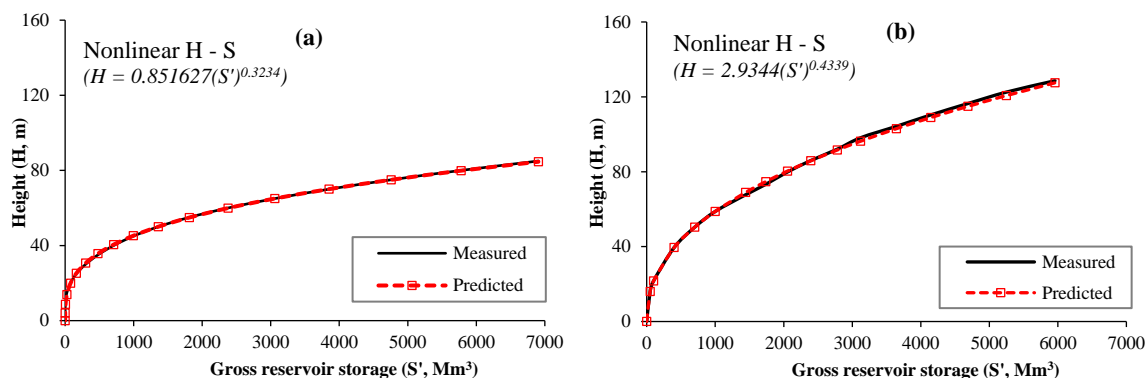 (a)
Nonlinear H - S
(H = 0.851627(S')^0.3234)
Height (H, m)
160
120
80
40
0
Measured
Predicted
0 1000 2000 3000 4000 5000 6000 7000
Gross reservoir storage (S', Mm³)
(b)
Nonlinear H - S
(H = 2.9344(S')^0.4339)
Height (H, m)
160
120
80
40
0
Measured
Predicted
0 1000 2000 3000 4000 5000 6000 7000
Gross reservoir storage (S', Mm³)